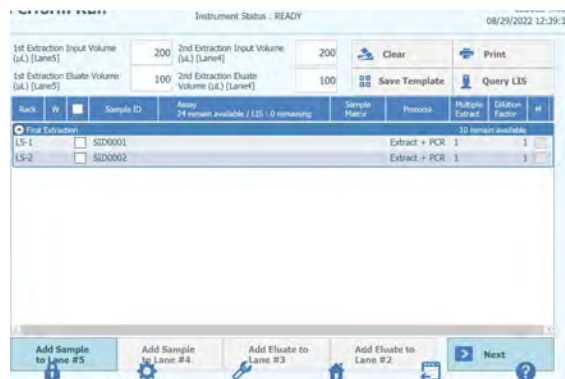 Perform Run
Instrument Status : READY
08/29/2022 12:39:3
1st Extraction Input Volume (uL) [Lane5] 200 2nd Extraction Input Volume (uL) [Lane4] 200 Clear Print
1st Extraction Eluate Volume (uL) [Lane5] 100 2nd Extraction Eluate Volume (uL) [Lane4] 100 Save Template Query LIS
Rack W Sample ID Assay Sample Matrix Protocol Multiple Extract Dilution Factor
24 remain available / LIS : 0 remaining
First Extraction 10 remain available
L5-1 SID0001 Extract + PCR 1 1
L5-2 SID0002 Extract + PCR 1 1
Add Sample to Lane #5 Add Sample to Lane #4 Add Eluate to Lane #3 Add Eluate to Lane #2 Next